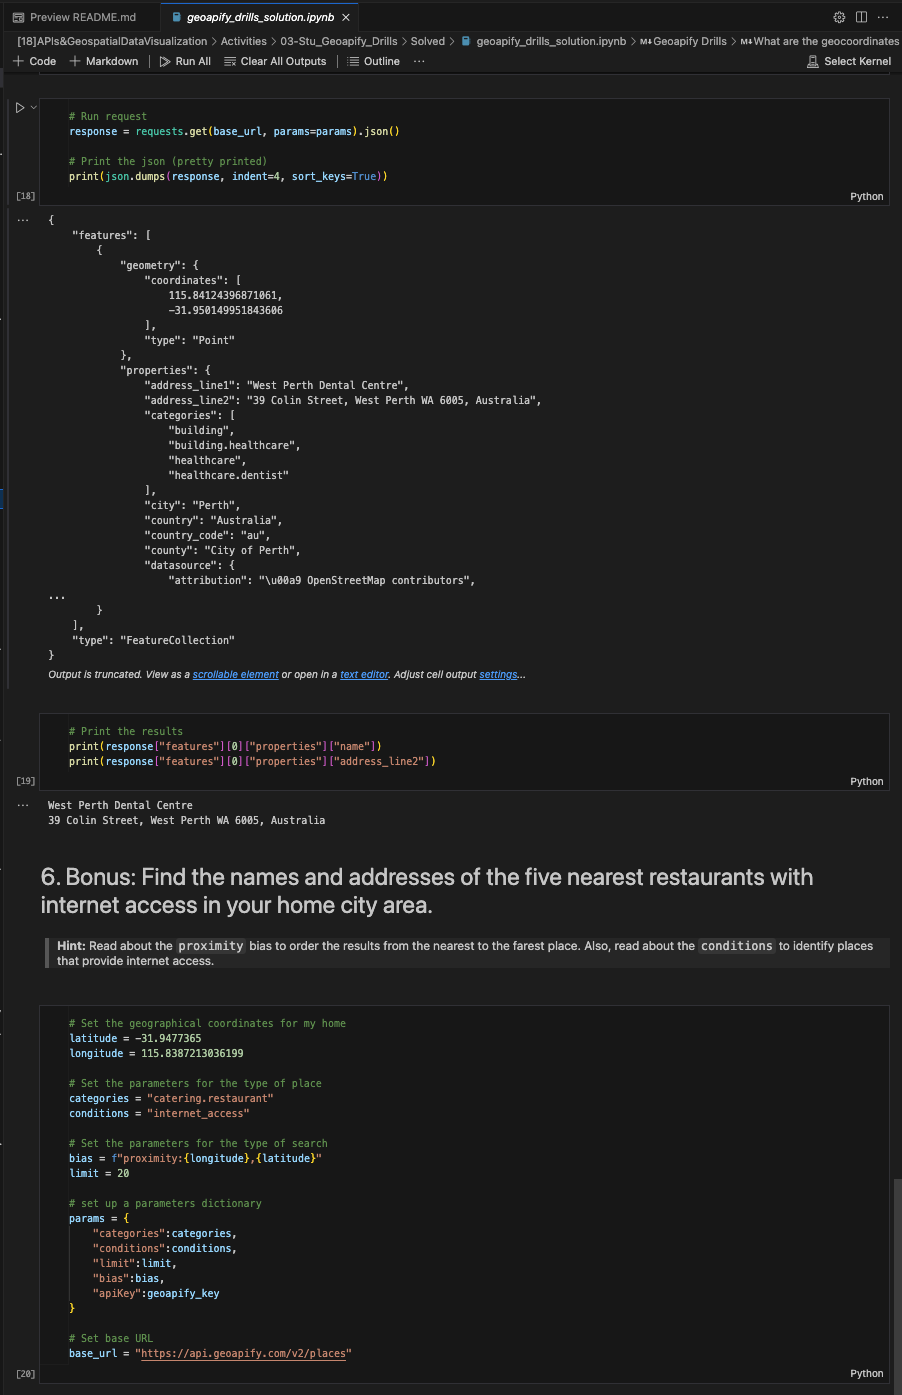 Preview README.md
geoapify_drills_solution.ipynb
[18]APIs&GeospatialDataVisualization > Activities > 03-Stu_Geoapify_Drills > Solved > geoapify_drills_solution.ipynb > M↓Geoapify Drills > M↓What are the geocoordinates
+ Code + Markdown | Run All Clear All Outputs | Outline ... Select Kernel
# Run request
response = requests.get(base_url, params=params).json()
# Print the json (pretty printed)
print(json.dumps(response, indent=4, sort_keys=True))
[18]
Python
... {
"features": [
{
"geometry": {
"coordinates": [
115.84124396871061,
-31.950149951843606
],
"type": "Point"
},
"properties": {
"address_line1": "West Perth Dental Centre",
"address_line2": "39 Colin Street, West Perth WA 6005, Australia",
"categories": [
"building",
"building.healthcare",
"healthcare",
"healthcare.dentist"
],
"city": "Perth",
"country": "Australia",
"country_code": "au",
"county": "City of Perth",
"datasource": {
"attribution": "\u00a9 OpenStreetMap contributors",
...
}
],
"type": "FeatureCollection"
}
Output is truncated. View as a scrollable element or open in a text editor. Adjust cell output settings...
# Print the results
print(response["features"][0]["properties"]["name"])
print(response["features"][0]["properties"]["address_line2"])
[19]
Python
... West Perth Dental Centre
39 Colin Street, West Perth WA 6005, Australia
6. Bonus: Find the names and addresses of the five nearest restaurants with
internet access in your home city area.
Hint: Read about the proximity bias to order the results from the nearest to the farest place. Also, read about the conditions to identify places
that provide internet access.
# Set the geographical coordinates for my home
latitude = -31.9477365
longitude = 115.8387213036199
# Set the parameters for the type of place
categories = "catering.restaurant"
conditions = "internet_access"
# Set the parameters for the type of search
bias = f"proximity:{longitude},{latitude}"
limit = 20
# set up a parameters dictionary
params = {
"categories":categories,
"conditions":conditions,
"limit":limit,
"bias":bias,
"apiKey":geoapify_key
}
# Set base URL
base_url = "https://api.geoapify.com/v2/places"
[20]
Python